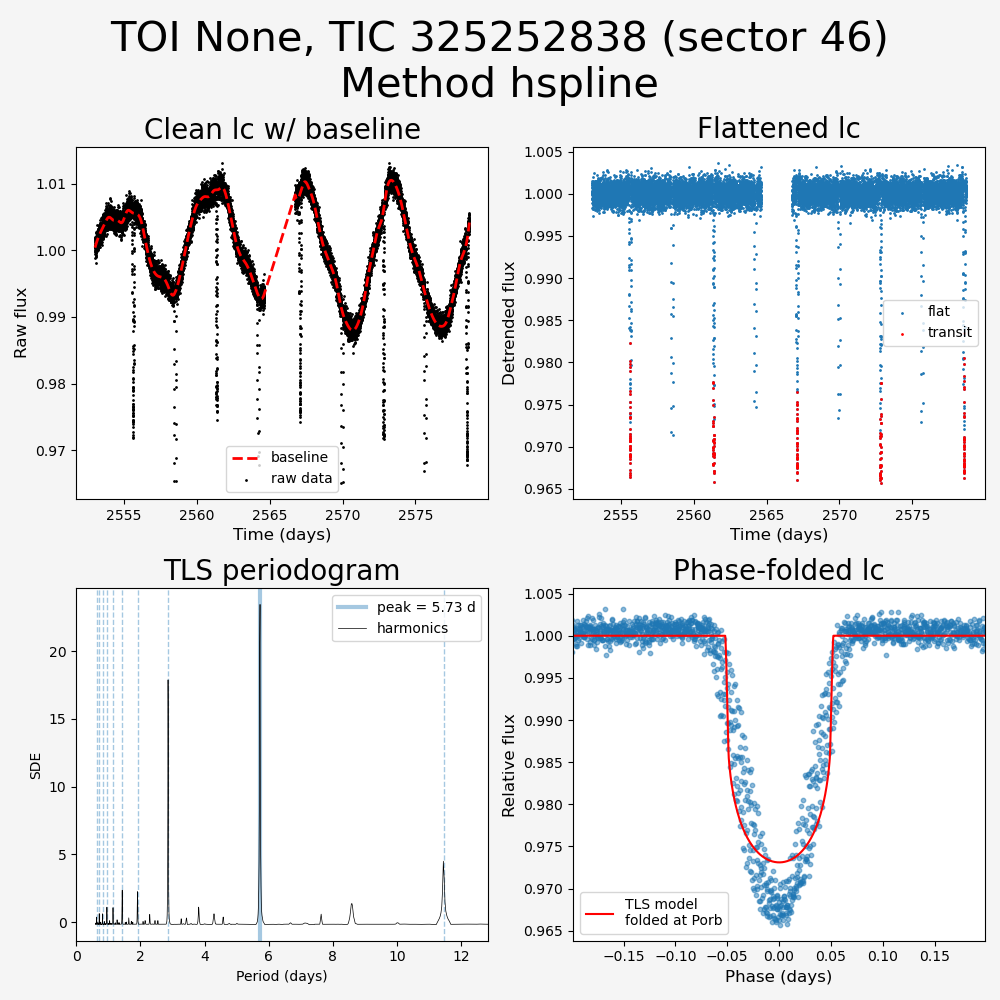 TOI None, TIC 325252838 (sector 46)
Method hspline
Clean lc w/ baseline
Raw flux
1.01
1.00
0.99
0.98
0.97
baseline
raw data
2555
2560
2565
2570
2575
Time (days)
Flattened lc
Detrended flux
1.005
1.000
0.995
0.990
0.985
0.980
0.975
0.970
0.965
flat
transit
2555
2560
2565
2570
2575
Time (days)
TLS periodogram
SDE
20
15
10
5
0
peak = 5.73 d
harmonics
0
2
4
6
8
10
12
Period (days)
Phase-folded lc
Relative flux
1.005
1.000
0.995
0.990
0.985
0.980
0.975
0.970
0.965
TLS model
folded at Porb
−0.15
−0.10
−0.05
0.00
0.05
0.10
0.15
Phase (days)